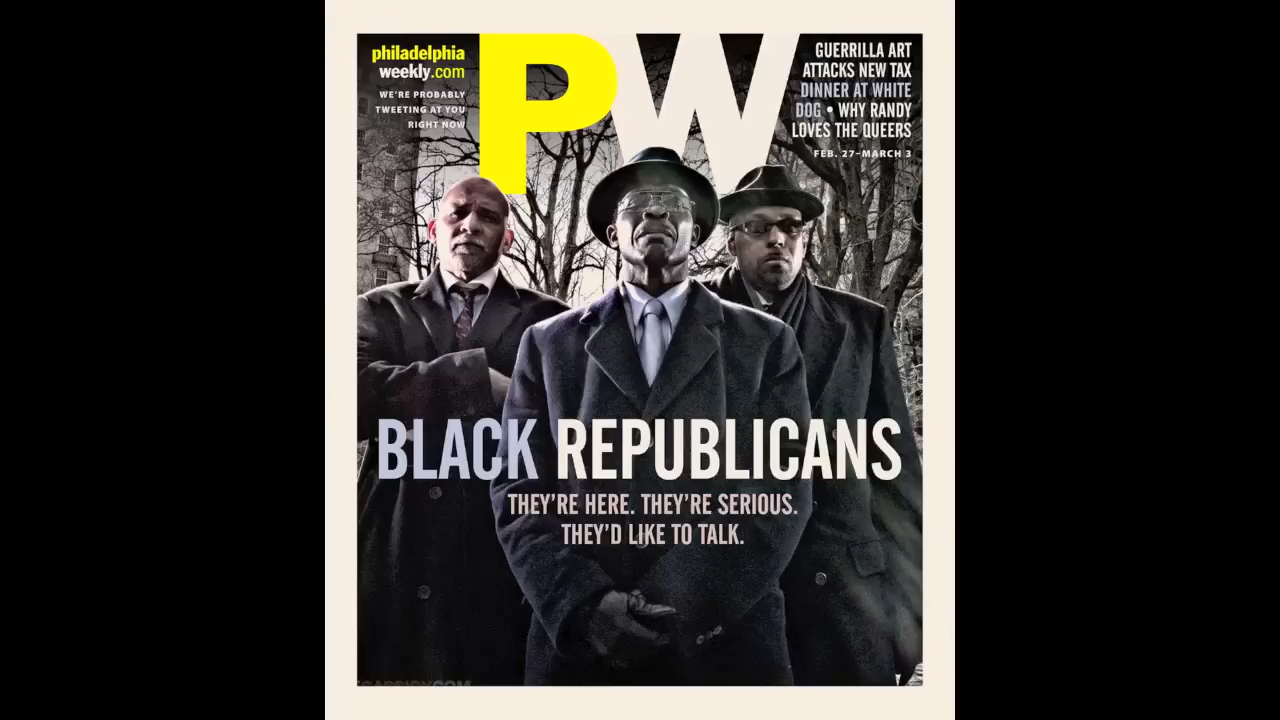 philadelphia
weekly.com
WE'RE PROBABLY
TWEETING AT YOU
RIGHT NOW
PW
GUERRILLA ART
ATTACKS NEW TAX
DINNER AT WHITE
DOG • WHY RANDY
LOVES THE QUEERS
FEB. 27–MARCH 3
BLACK REPUBLICANS
THEY'RE HERE. THEY'RE SERIOUS.
THEY'D LIKE TO TALK.